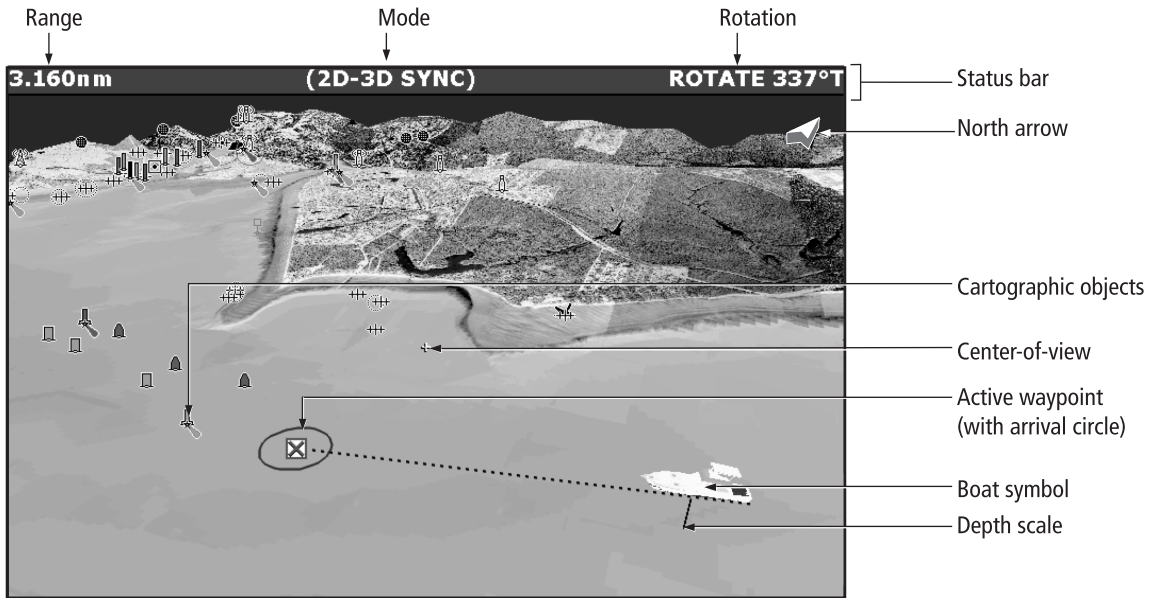 Range
Mode
Rotation
3.160nm
(2D-3D SYNC)
ROTATE 337°T
Status bar
North arrow
Cartographic objects
Center-of-view
Active waypoint
(with arrival circle)
Boat symbol
Depth scale